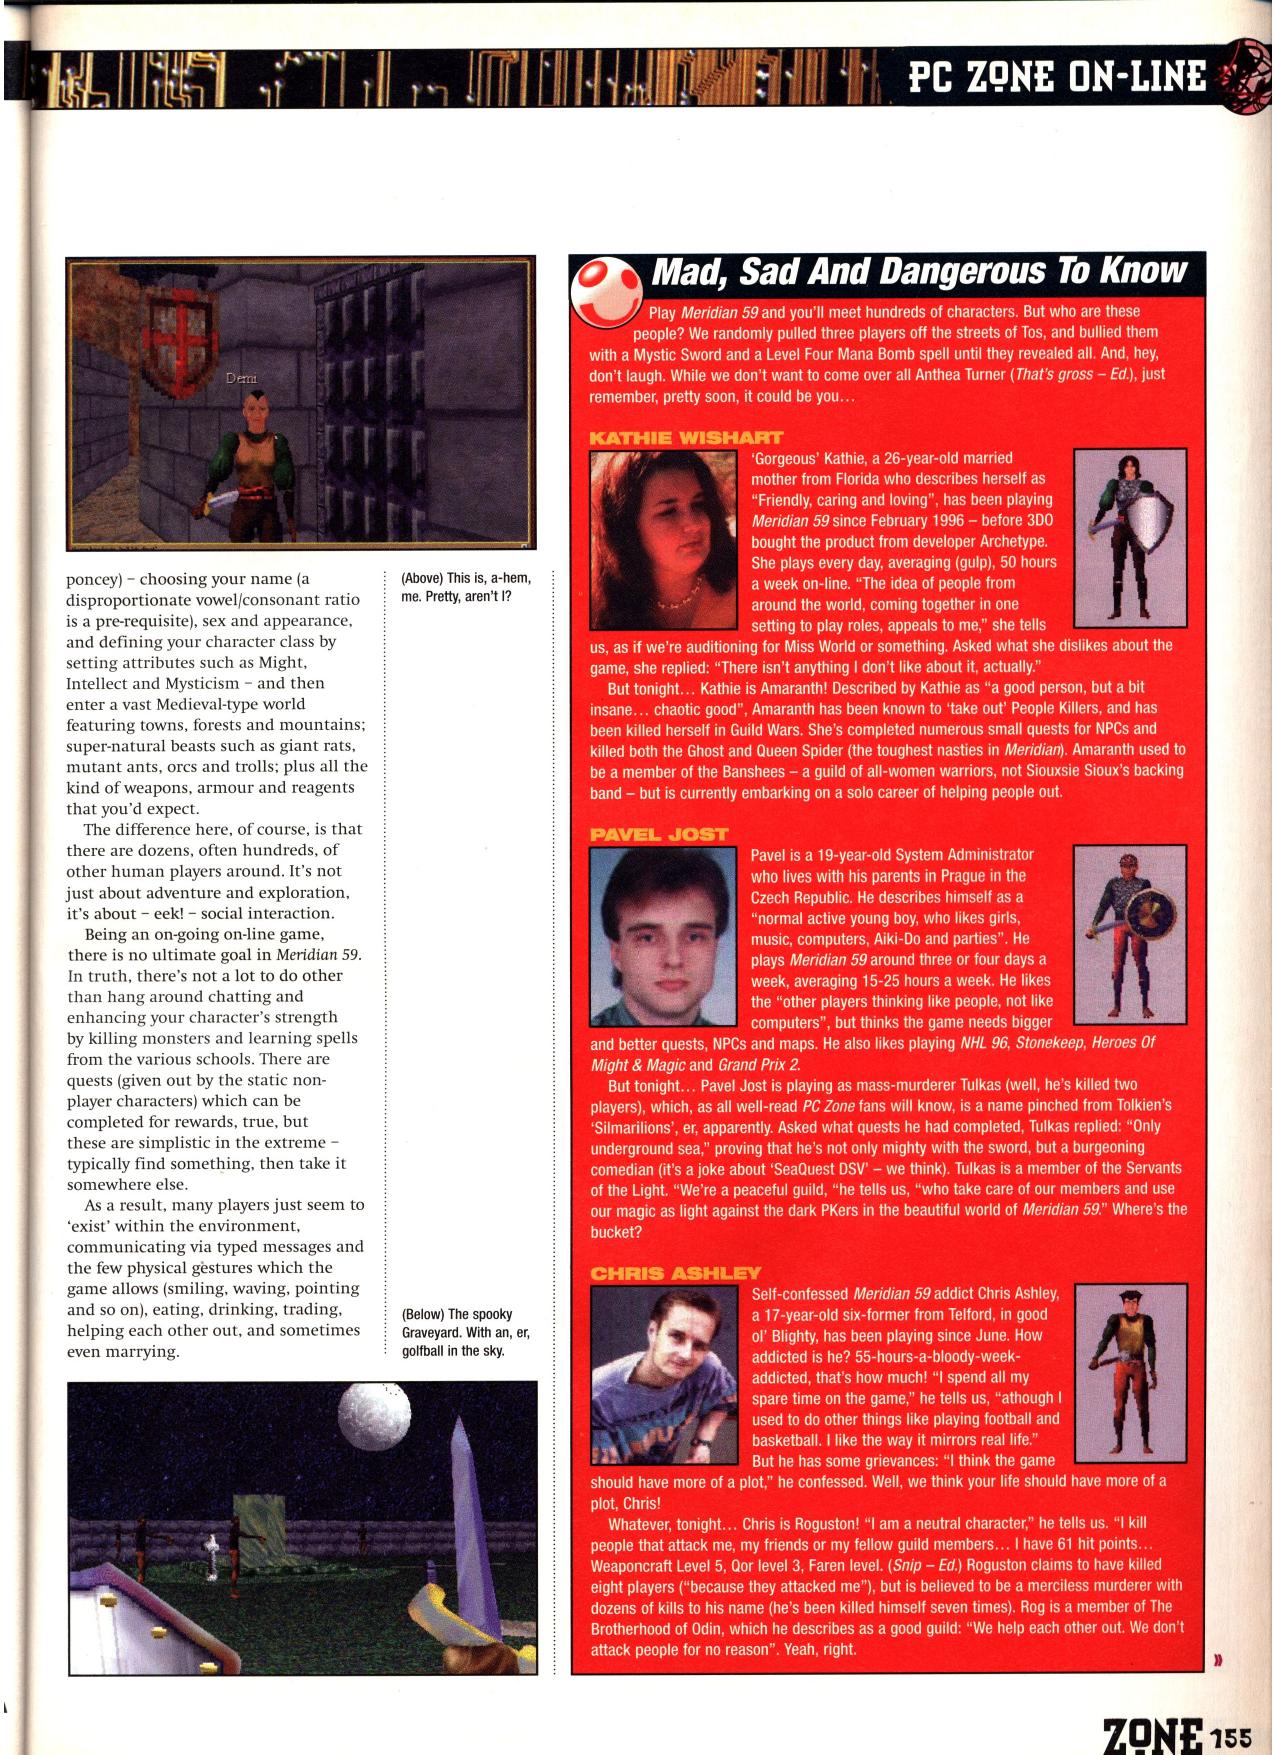 PC ZONE ON-LINE
Demi
poncey) – choosing your name (a
disproportionate vowel/consonant ratio
is a pre-requisite), sex and appearance,
and defining your character class by
setting attributes such as Might,
Intellect and Mysticism – and then
enter a vast Medieval-type world
featuring towns, forests and mountains;
super-natural beasts such as giant rats,
mutant ants, orcs and trolls; plus all the
kind of weapons, armour and reagents
that you'd expect.
The difference here, of course, is that
there are dozens, often hundreds, of
other human players around. It's not
just about adventure and exploration,
it's about – eek! – social interaction.
Being an on-going on-line game,
there is no ultimate goal in Meridian 59.
In truth, there's not a lot to do other
than hang around chatting and
enhancing your character's strength
by killing monsters and learning spells
from the various schools. There are
quests (given out by the static non-
player characters) which can be
completed for rewards, true, but
these are simplistic in the extreme –
typically find something, then take it
somewhere else.
As a result, many players just seem to
'exist' within the environment,
communicating via typed messages and
the few physical gestures which the
game allows (smiling, waving, pointing
and so on), eating, drinking, trading,
helping each other out, and sometimes
even marrying.
(Above) This is, a-hem,
me. Pretty, aren't I?
(Below) The spooky
Graveyard. With an, er,
golfball in the sky.
Mad, Sad And Dangerous To Know
Play Meridian 59 and you'll meet hundreds of characters. But who are these
people? We randomly pulled three players off the streets of Tos, and bullied them
with a Mystic Sword and a Level Four Mana Bomb spell until they revealed all. And, hey,
don't laugh. While we don't want to come over all Anthea Turner (That's gross – Ed.), just
remember, pretty soon, it could be you…
KATHIE WISHART
'Gorgeous' Kathie, a 26-year-old married
mother from Florida who describes herself as
"Friendly, caring and loving", has been playing
Meridian 59 since February 1996 – before 3DO
bought the product from developer Archetype.
She plays every day, averaging (gulp), 50 hours
a week on-line. "The idea of people from
around the world, coming together in one
setting to play roles, appeals to me," she tells
us, as if we're auditioning for Miss World or something. Asked what she dislikes about the
game, she replied: "There isn't anything I don't like about it, actually."
But tonight… Kathie is Amaranth! Described by Kathie as "a good person, but a bit
insane… chaotic good", Amaranth has been known to 'take out' People Killers, and has
been killed herself in Guild Wars. She's completed numerous small quests for NPCs and
killed both the Ghost and Queen Spider (the toughest nasties in Meridian). Amaranth used to
be a member of the Banshees – a guild of all-women warriors, not Siouxsie Sioux's backing
band – but is currently embarking on a solo career of helping people out.
PAVEL JOST
Pavel is a 19-year-old System Administrator
who lives with his parents in Prague in the
Czech Republic. He describes himself as a
"normal active young boy, who likes girls,
music, computers, Aiki-Do and parties". He
plays Meridian 59 around three or four days a
week, averaging 15-25 hours a week. He likes
the "other players thinking like people, not like
computers", but thinks the game needs bigger
and better quests, NPCs and maps. He also likes playing NHL 96, Stonekeep, Heroes Of
Might & Magic and Grand Prix 2.
But tonight… Pavel Jost is playing as mass-murderer Tulkas (well, he's killed two
players), which, as all well-read PC Zone fans will know, is a name pinched from Tolkien's
'Silmarilions', er, apparently. Asked what quests he had completed, Tulkas replied: "Only
underground sea," proving that he's not only mighty with the sword, but a burgeoning
comedian (it's a joke about 'SeaQuest DSV' – we think). Tulkas is a member of the Servants
of the Light. "We're a peaceful guild, "he tells us, "who take care of our members and use
our magic as light against the dark PKers in the beautiful world of Meridian 59." Where's the
bucket?
CHRIS ASHLEY
Self-confessed Meridian 59 addict Chris Ashley,
a 17-year-old six-former from Telford, in good
ol' Blighty, has been playing since June. How
addicted is he? 55-hours-a-bloody-week-
addicted, that's how much! "I spend all my
spare time on the game," he tells us, "athough I
used to do other things like playing football and
basketball. I like the way it mirrors real life."
But he has some grievances: "I think the game
should have more of a plot," he confessed. Well, we think your life should have more of a
plot, Chris!
Whatever, tonight… Chris is Roguston! "I am a neutral character," he tells us. "I kill
people that attack me, my friends or my fellow guild members… I have 61 hit points…
Weaponcraft Level 5, Qor level 3, Faren level. (Snip – Ed.) Roguston claims to have killed
eight players ("because they attacked me"), but is believed to be a merciless murderer with
dozens of kills to his name (he's been killed himself seven times). Rog is a member of The
Brotherhood of Odin, which he describes as a good guild: "We help each other out. We don't
attack people for no reason". Yeah, right.
»
ZONE 155